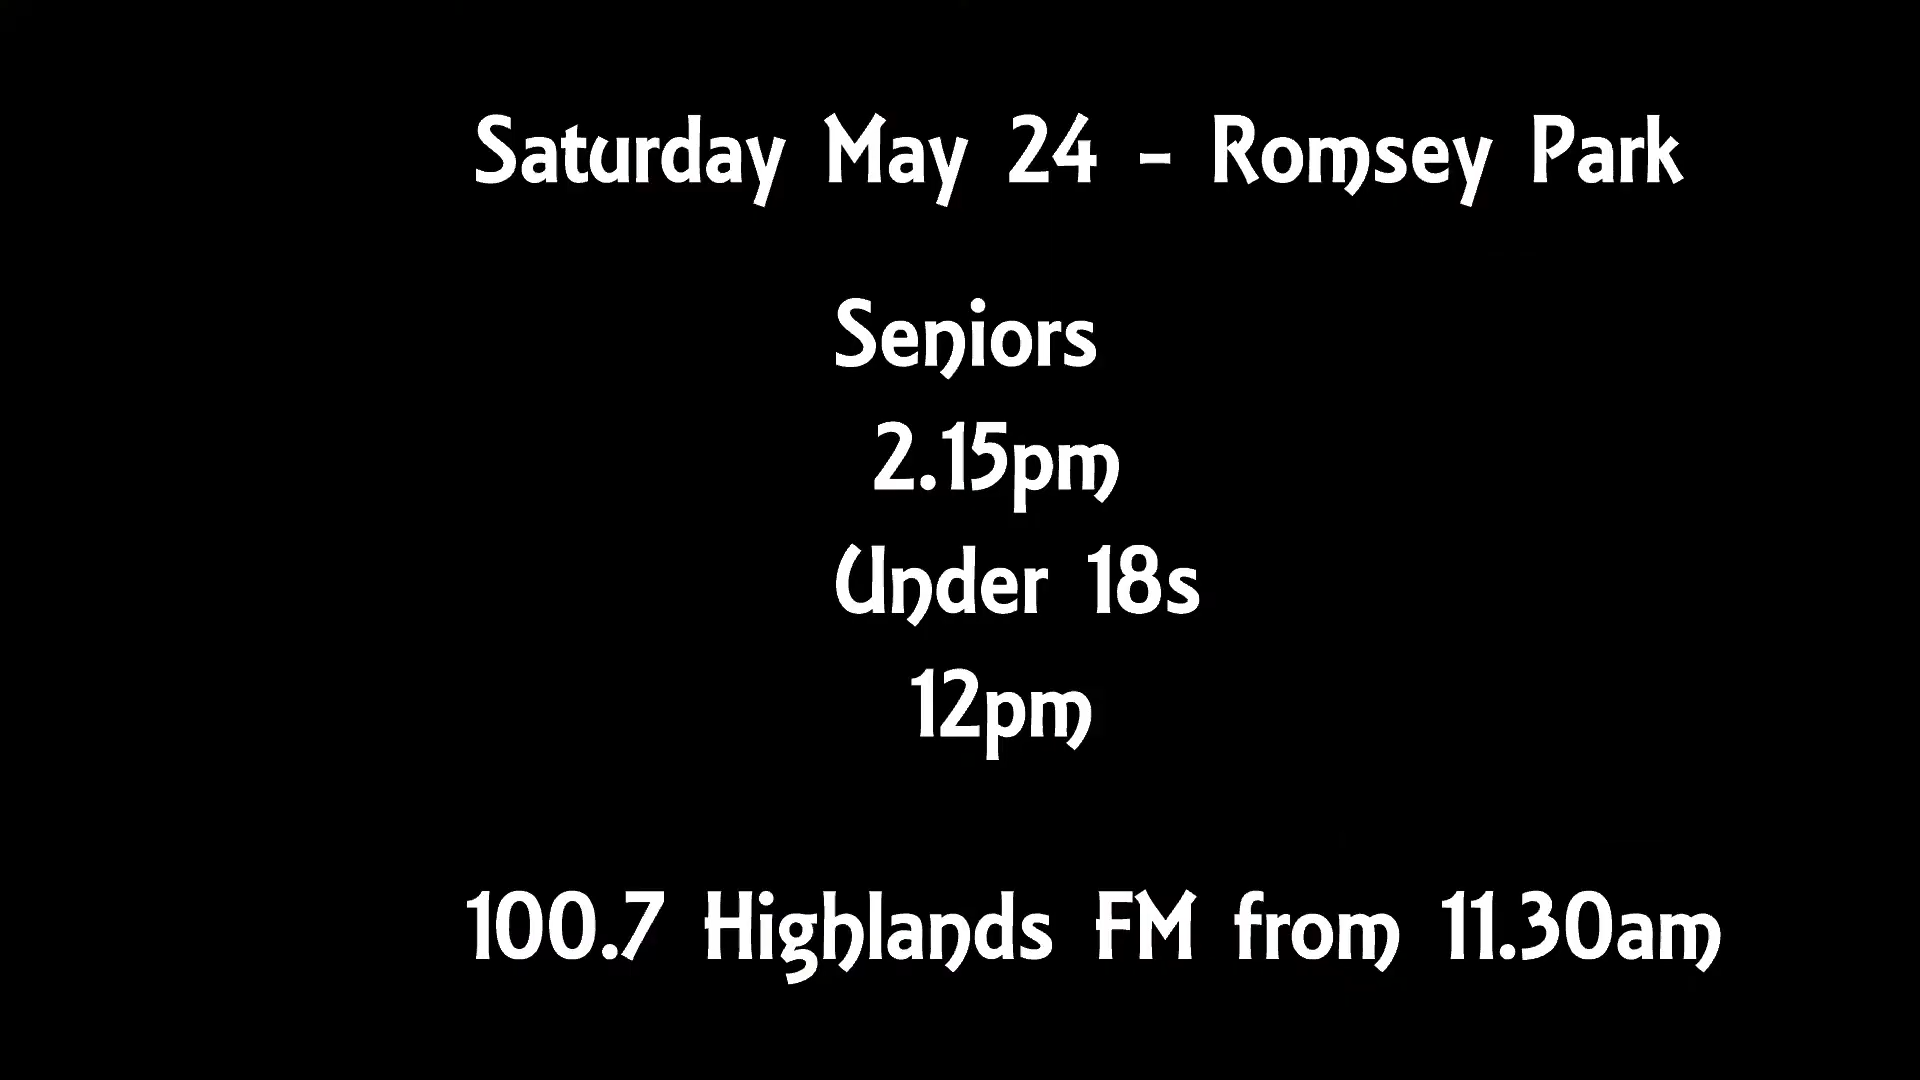 Saturday May 24 - Romsey Park
Seniors
2.15pm
Under 18s
12pm
100.7 Highlands FM from 11.30am